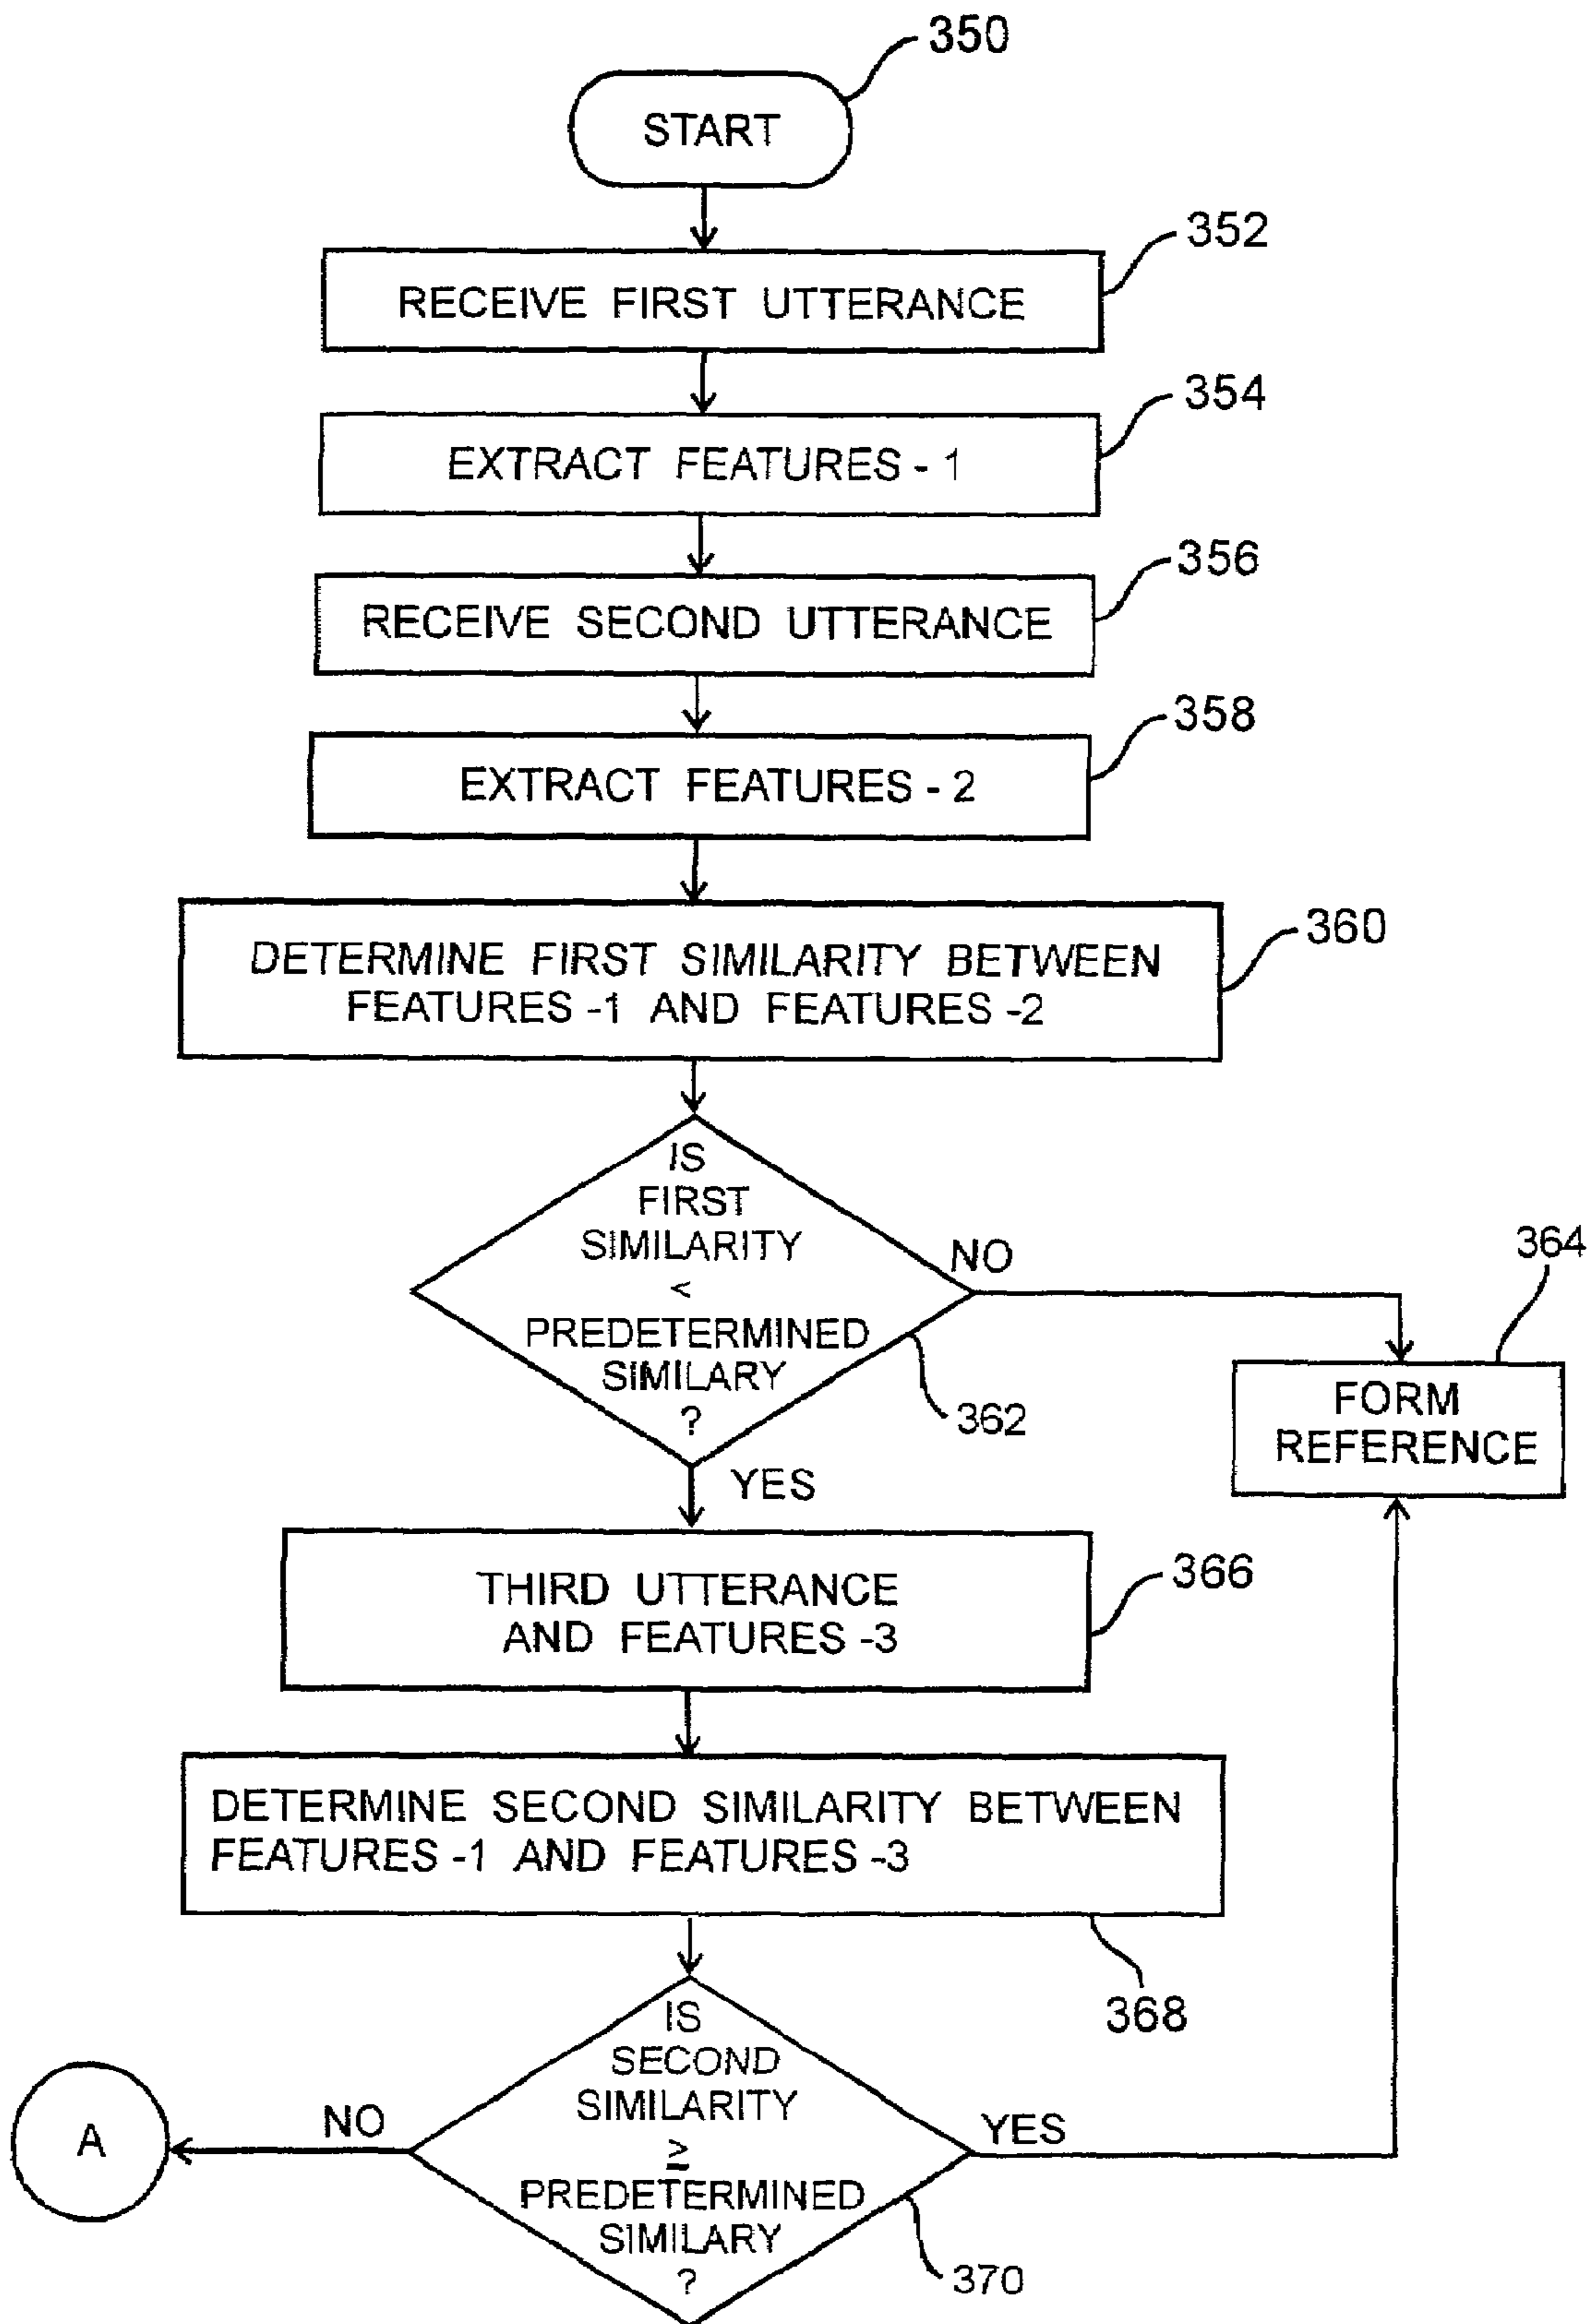 350
START
352
RECEIVE FIRST UTTERANCE
354
EXTRACT FEATURES - 1
356
RECEIVE SECOND UTTERANCE
358
EXTRACT FEATURES - 2
360
DETERMINE FIRST SIMILARITY BETWEEN
FEATURES -1 AND FEATURES -2
IS
FIRST
SIMILARITY
<
PREDETERMINED
SIMILARY
?
NO
362
364
FORM
REFERENCE
YES
366
THIRD UTTERANCE
AND FEATURES -3
DETERMINE SECOND SIMILARITY BETWEEN
FEATURES -1 AND FEATURES -3
368
IS
SECOND
SIMILARITY
≥
PREDETERMINED
SIMILARY
?
NO
A
YES
370